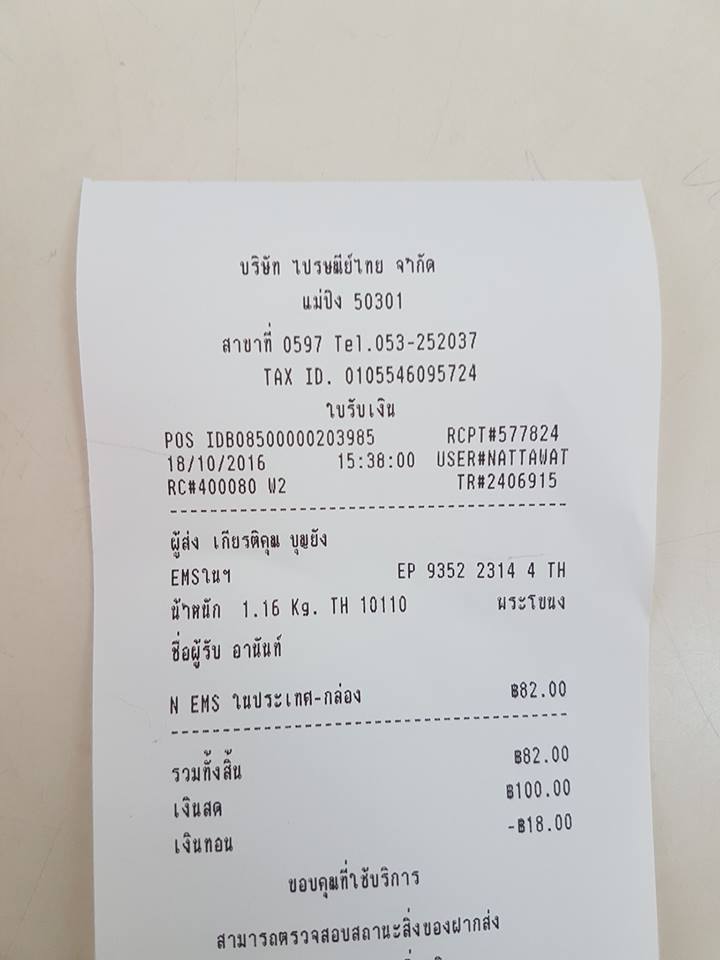 บริษัท ไปรษณีย์ไทย จำกัด
แม่ปิง 50301
สาขาที่ 0597 Tel.053-252037
TAX ID. 0105546095724
ใบรับเงิน
POS IDB08500000203985 RCPT#577824
18/10/2016 15:38:00 USER#NATTAWAT
RC#400080 W2 TR#2406915
ผู้ส่ง เกียรติคุณ บุญยัง
EMSในฯ EP 9352 2314 4 TH
น้ำหนัก 1.16 Kg. TH 10110 พระโขนง
ชื่อผู้รับ อานันท์
N EMS ในประเทศ-กล่อง ฿82.00
รวมทั้งสิ้น ฿82.00
เงินสด ฿100.00
เงินทอน -฿18.00
ขอบคุณที่ใช้บริการ
สามารถตรวจสอบสถานะสิ่งของฝากส่ง